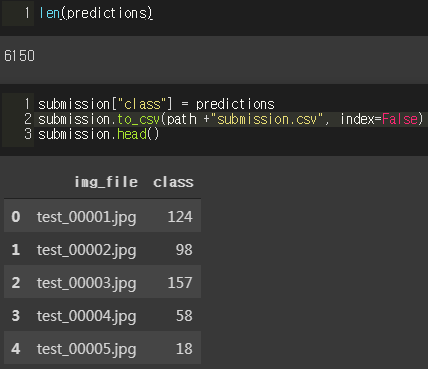 1 len(predictions)
6150
1 submission["class"] = predictions
2 submission.to_csv(path +"submission.csv", index=False)
3 submission.head()
img_file class
0 test_00001.jpg 124
1 test_00002.jpg 98
2 test_00003.jpg 157
3 test_00004.jpg 58
4 test_00005.jpg 18